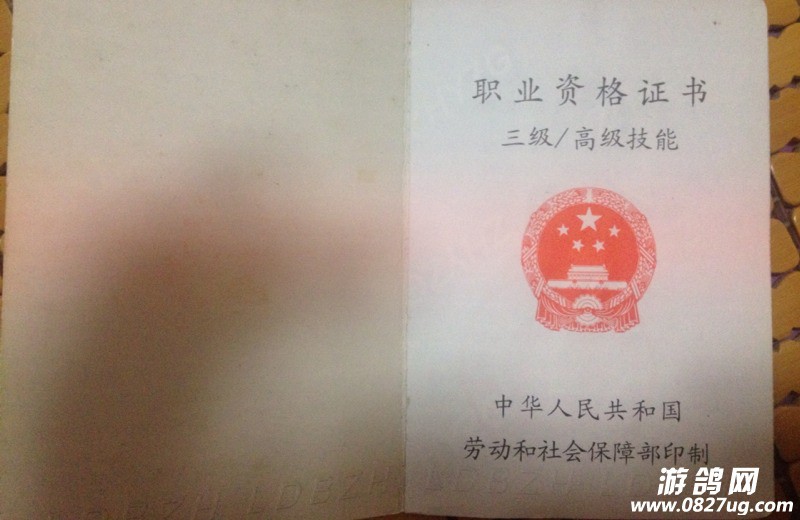 职业资格证书
三级/高级技能
中华人民共和国
劳动和社会保障部印制
游鸽网
www.0827ug.com